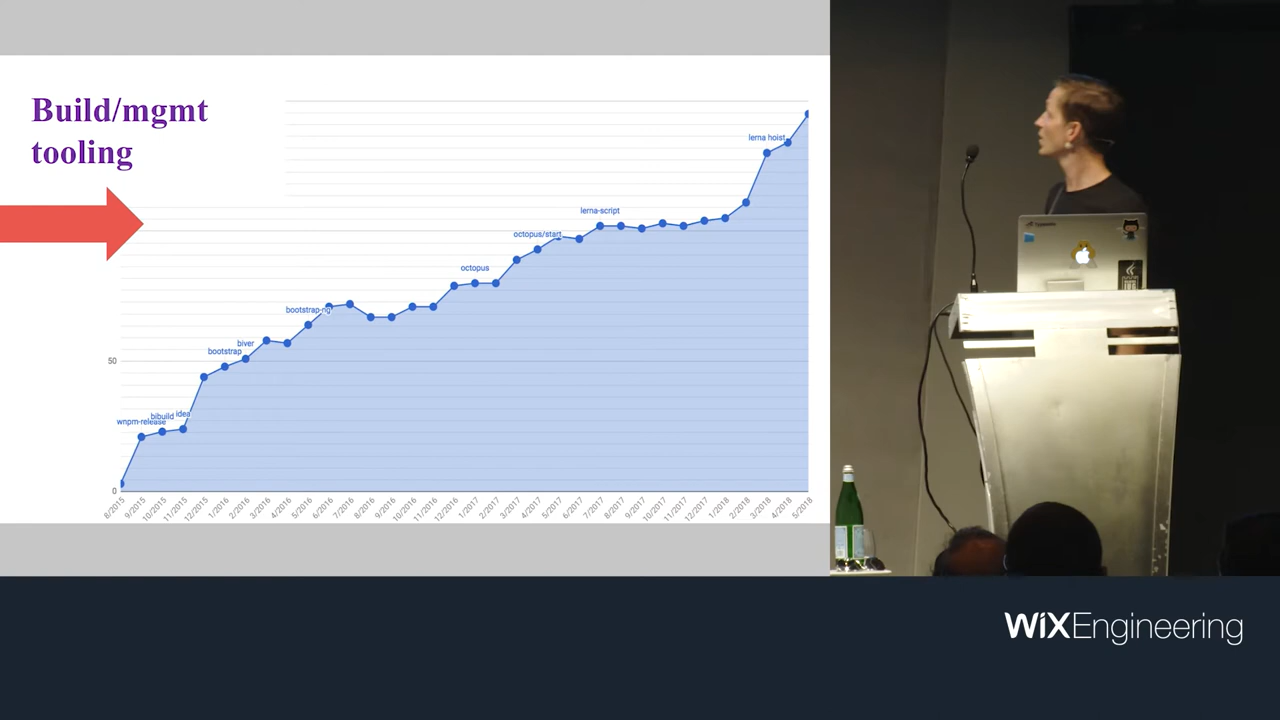 Build/mgmt
tooling
lerna hoist
lerna-script
octopus/start
octopus
bootstrap-ng
biver
bootstrap
50
bibuild idea
wnpm-release
0
8/2015 9/2015 10/2015 11/2015 12/2015 1/2016 2/2016 3/2016 4/2016 5/2016 6/2016 7/2016 8/2016 9/2016 10/2016 11/2016 12/2016 1/2017 2/2017 3/2017 4/2017 5/2017 6/2017 7/2017 8/2017 9/2017 10/2017 11/2017 12/2017 1/2018 2/2018 3/2018 4/2018 5/2018
WiXEngineering